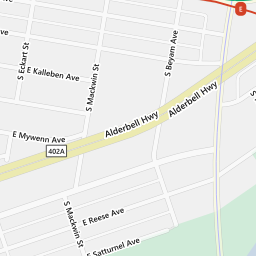 E
S Eckart St
E Kalleben Ave
S Mackwin St
S Beyam Ave
Alderbell Hwy
Alderbell Hwy
E Mywenn Ave
402A
S Mackwin St
E Reese Ave
E Satturnel Ave